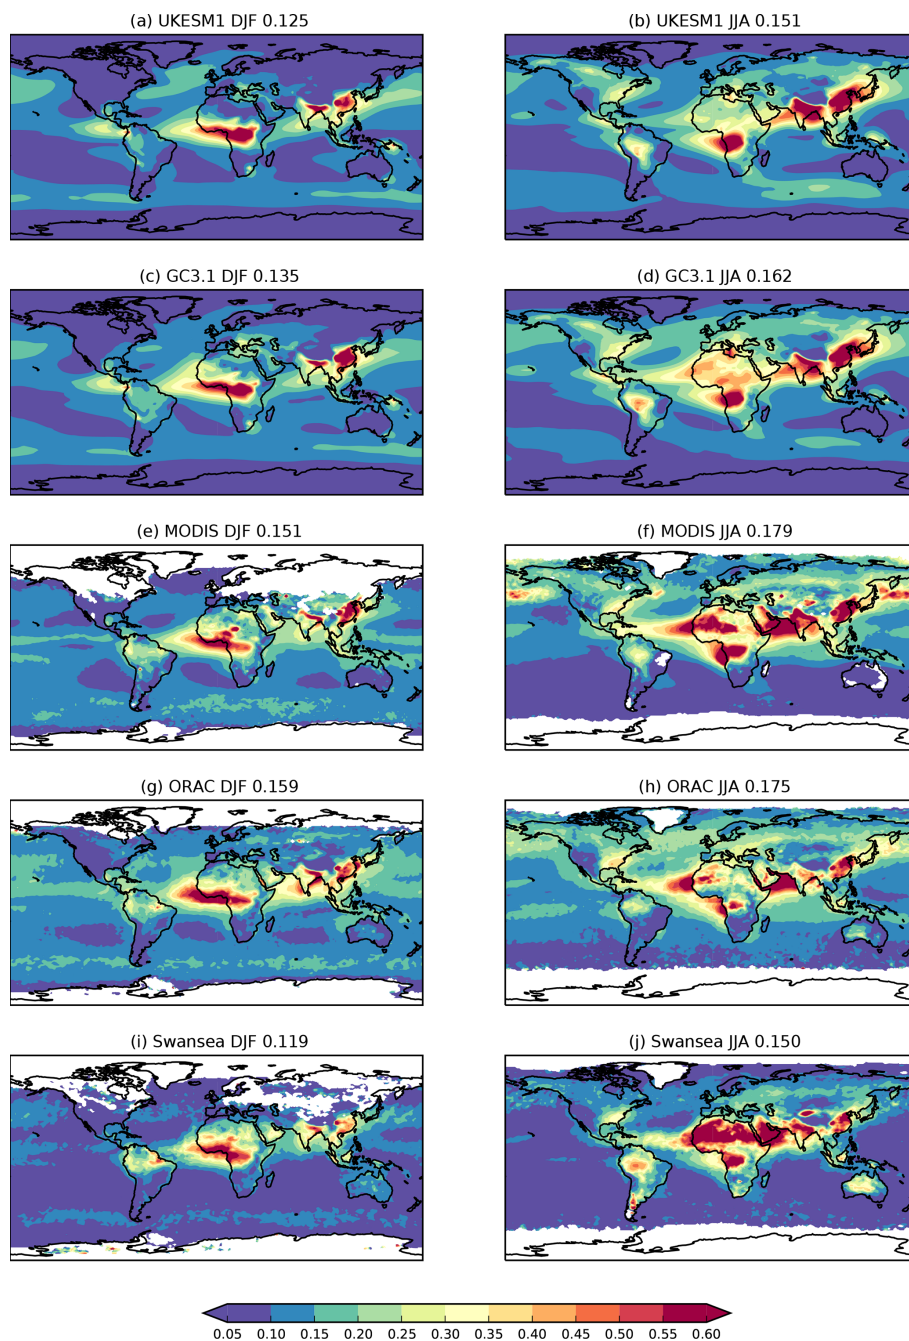 (a) UKESM1 DJF 0.125
(b) UKESM1 JJA 0.151
(c) GC3.1 DJF 0.135
(d) GC3.1 JJA 0.162
(e) MODIS DJF 0.151
(f) MODIS JJA 0.179
(g) ORAC DJF 0.159
(h) ORAC JJA 0.175
(i) Swansea DJF 0.119
(j) Swansea JJA 0.150
0.05 0.10 0.15 0.20 0.25 0.30 0.35 0.40 0.45 0.50 0.55 0.60